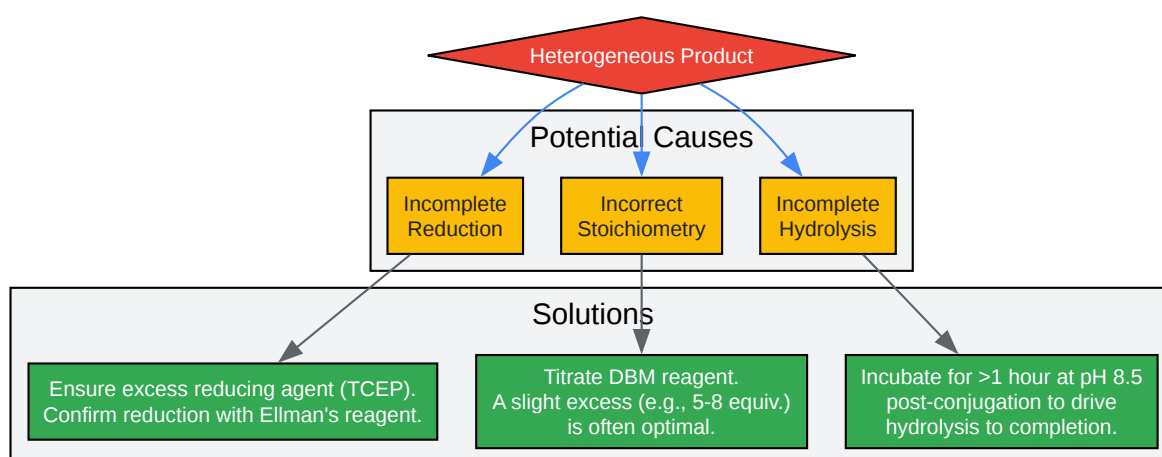 Heterogeneous Product
Potential Causes
Incomplete
Reduction
Incorrect
Stoichiometry
Incomplete
Hydrolysis
Solutions
Ensure excess reducing agent (TCEP).
Confirm reduction with Ellman's reagent.
Titrate DBM reagent.
A slight excess (e.g., 5-8 equiv.)
is often optimal.
Incubate for >1 hour at pH 8.5
post-conjugation to drive
hydrolysis to completion.